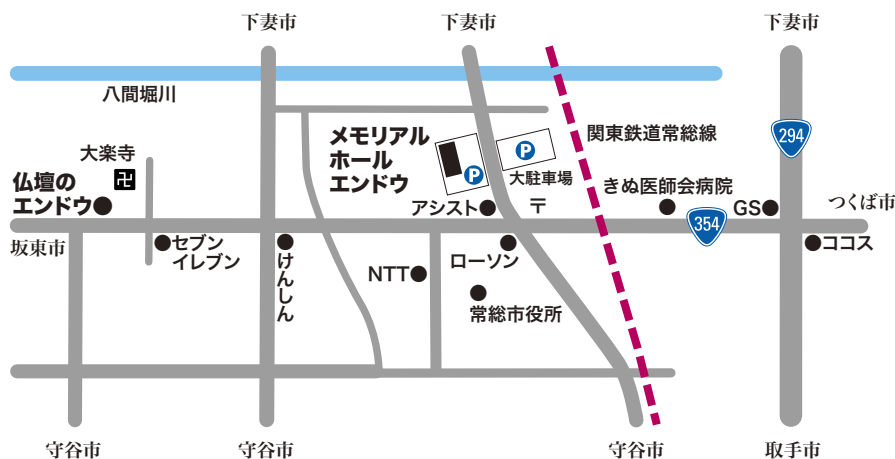 下妻市
下妻市
下妻市
八間堀川
メモリアル
ホール
エンドウ
P
P
大駐車場
関東鉄道常総線
294
大楽寺
卍
仏壇の
エンドウ
アシスト
〒
きぬ医師会病院
GS
つくば市
354
坂東市
セブン
イレブン
けんしん
NTT
ローソン
ココス
常総市役所
守谷市
守谷市
守谷市
取手市